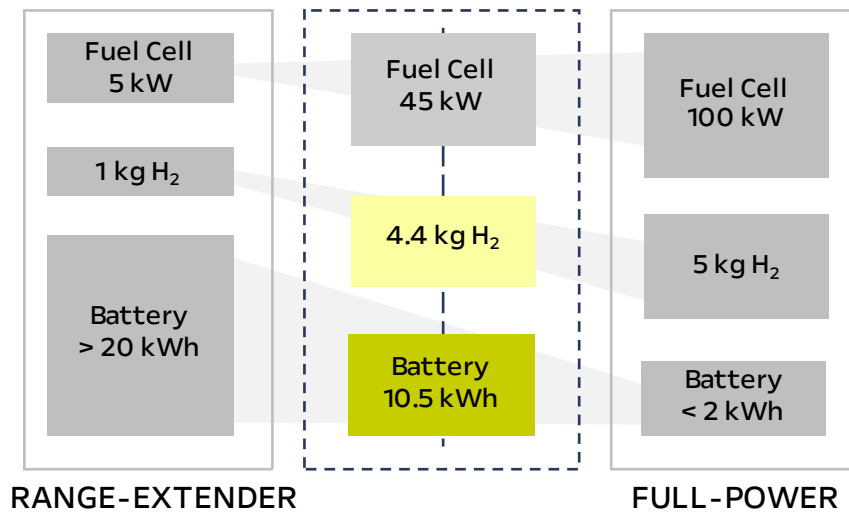 Fuel Cell
5 kW
1 kg H₂
Battery
> 20 kWh
RANGE-EXTENDER
Fuel Cell
45 kW
4.4 kg H₂
Battery
10.5 kWh
Fuel Cell
100 kW
5 kg H₂
Battery
< 2 kWh
FULL-POWER